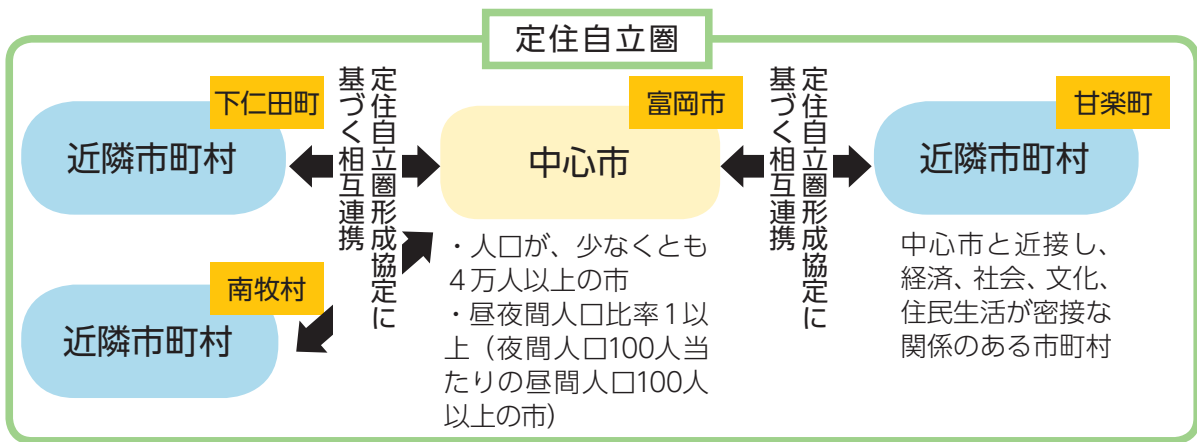 定住自立圏
下仁田町
近隣市町村
南牧村
近隣市町村
定住自立圏形成協定に
基づく相互連携
富岡市
中心市
・人口が、少なくとも
４万人以上の市
・昼夜間人口比率１以
上（夜間人口100人当
たりの昼間人口100人
以上の市）
定住自立圏形成協定に
基づく相互連携
甘楽町
近隣市町村
中心市と近接し、
経済、社会、文化、
住民生活が密接な
関係のある市町村